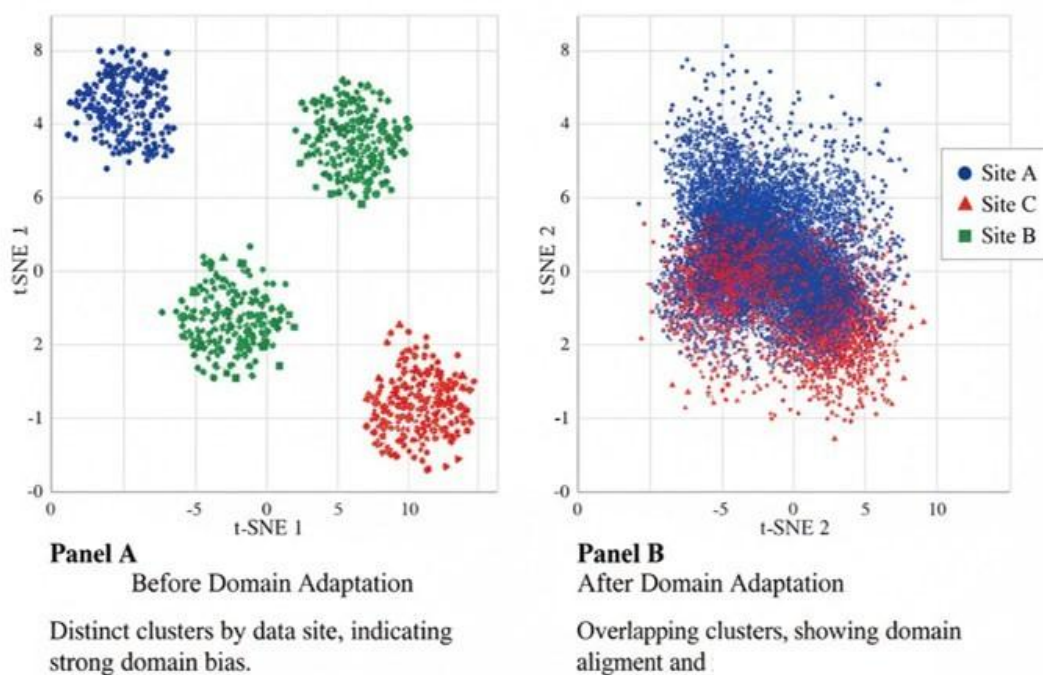 8
4
6
0
2
-1
-0
tSNE 1
0
-5
0
5
10
t-SNE 1
Panel A
Before Domain Adaptation
Distinct clusters by data site, indicating
strong domain bias.
8
4
6
0
2
-1
-0
tSNE 2
0
-5
0
5
10
t-SNE 2
Site A
Site C
Site B
Panel B
After Domain Adaptation
Overlapping clusters, showing domain
aligment and